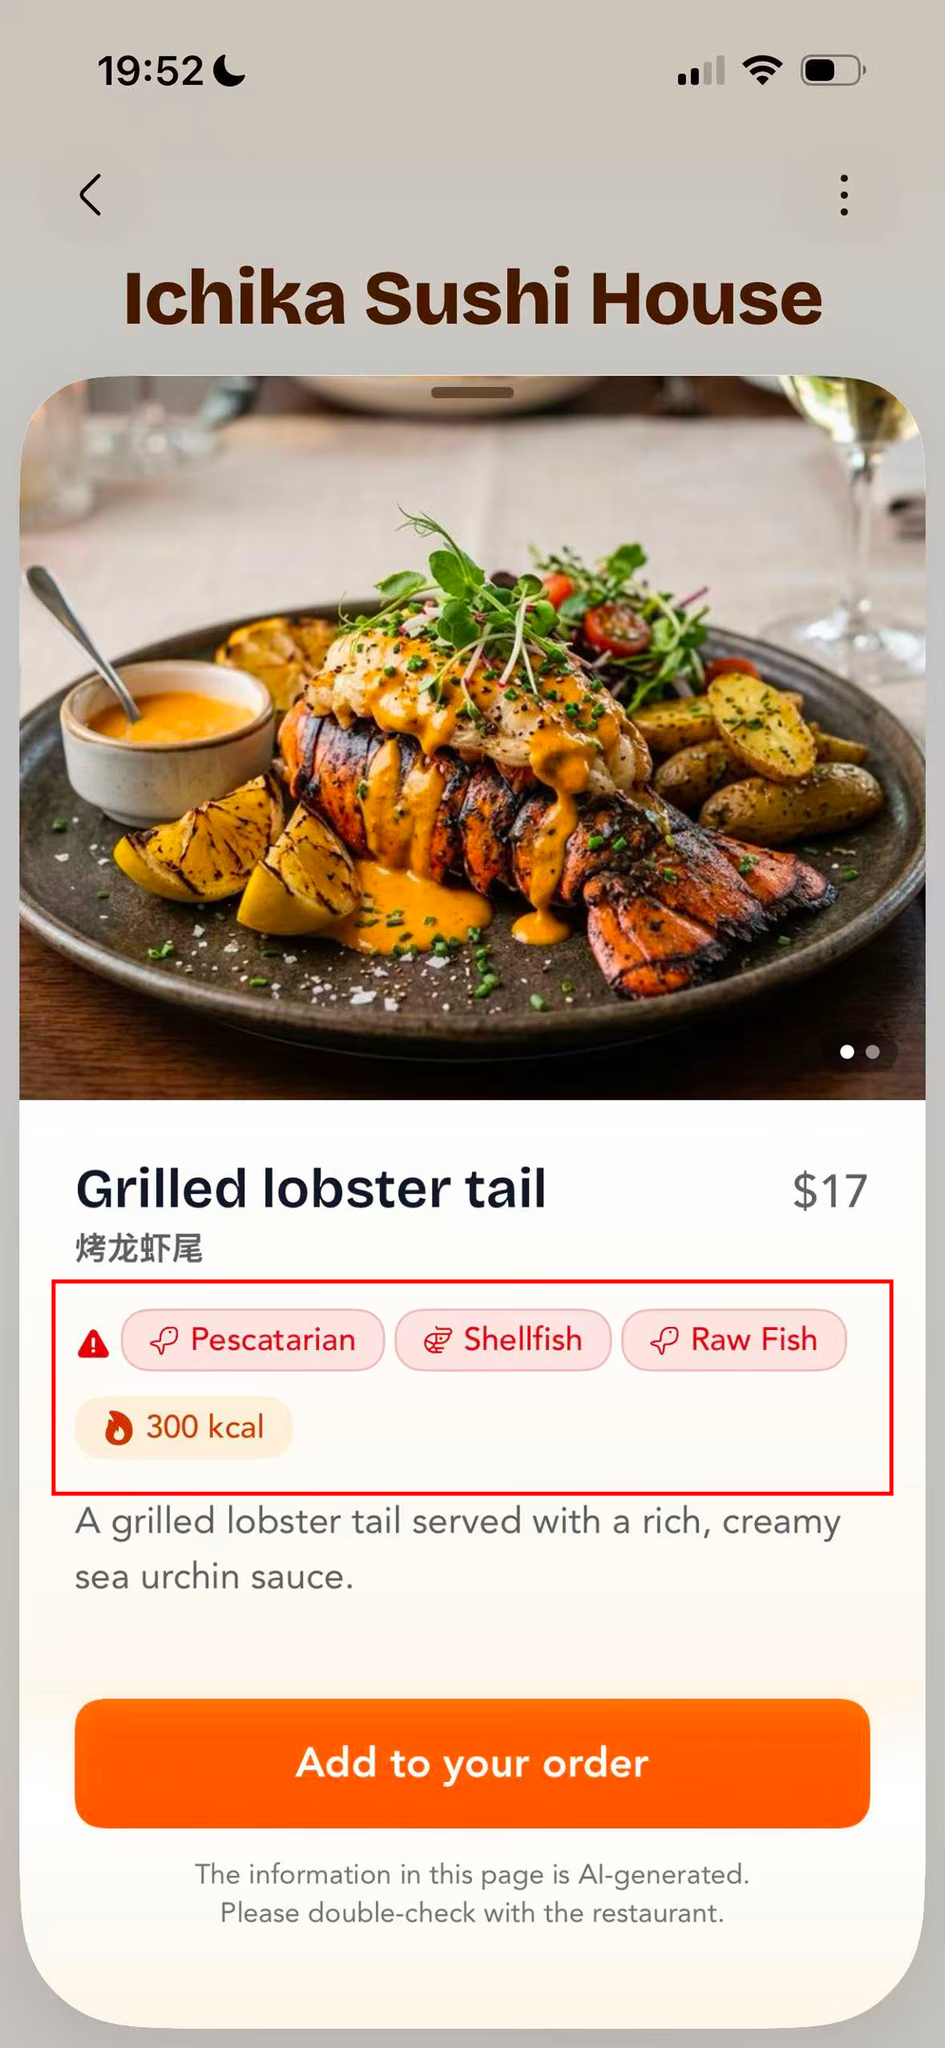 19:52
Ichika Sushi House
Grilled lobster tail
$17
烤龙虾尾
Pescatarian
Shellfish
Raw Fish
300 kcal
A grilled lobster tail served with a rich, creamy
sea urchin sauce.
Add to your order
The information in this page is AI-generated.
Please double-check with the restaurant.